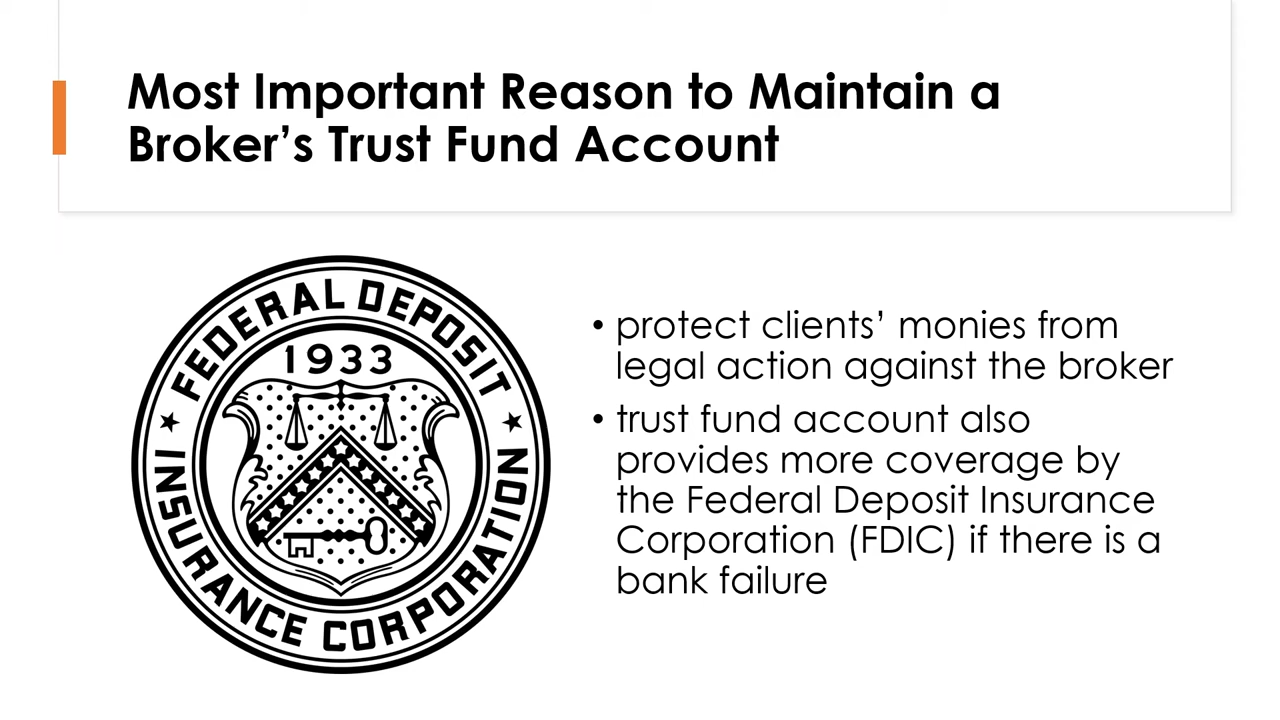 Most Important Reason to Maintain a
Broker’s Trust Fund Account
FEDERAL DEPOSIT
1933
INSURANCE CORPORATION
• protect clients’ monies from
legal action against the broker
• trust fund account also
provides more coverage by
the Federal Deposit Insurance
Corporation (FDIC) if there is a
bank failure